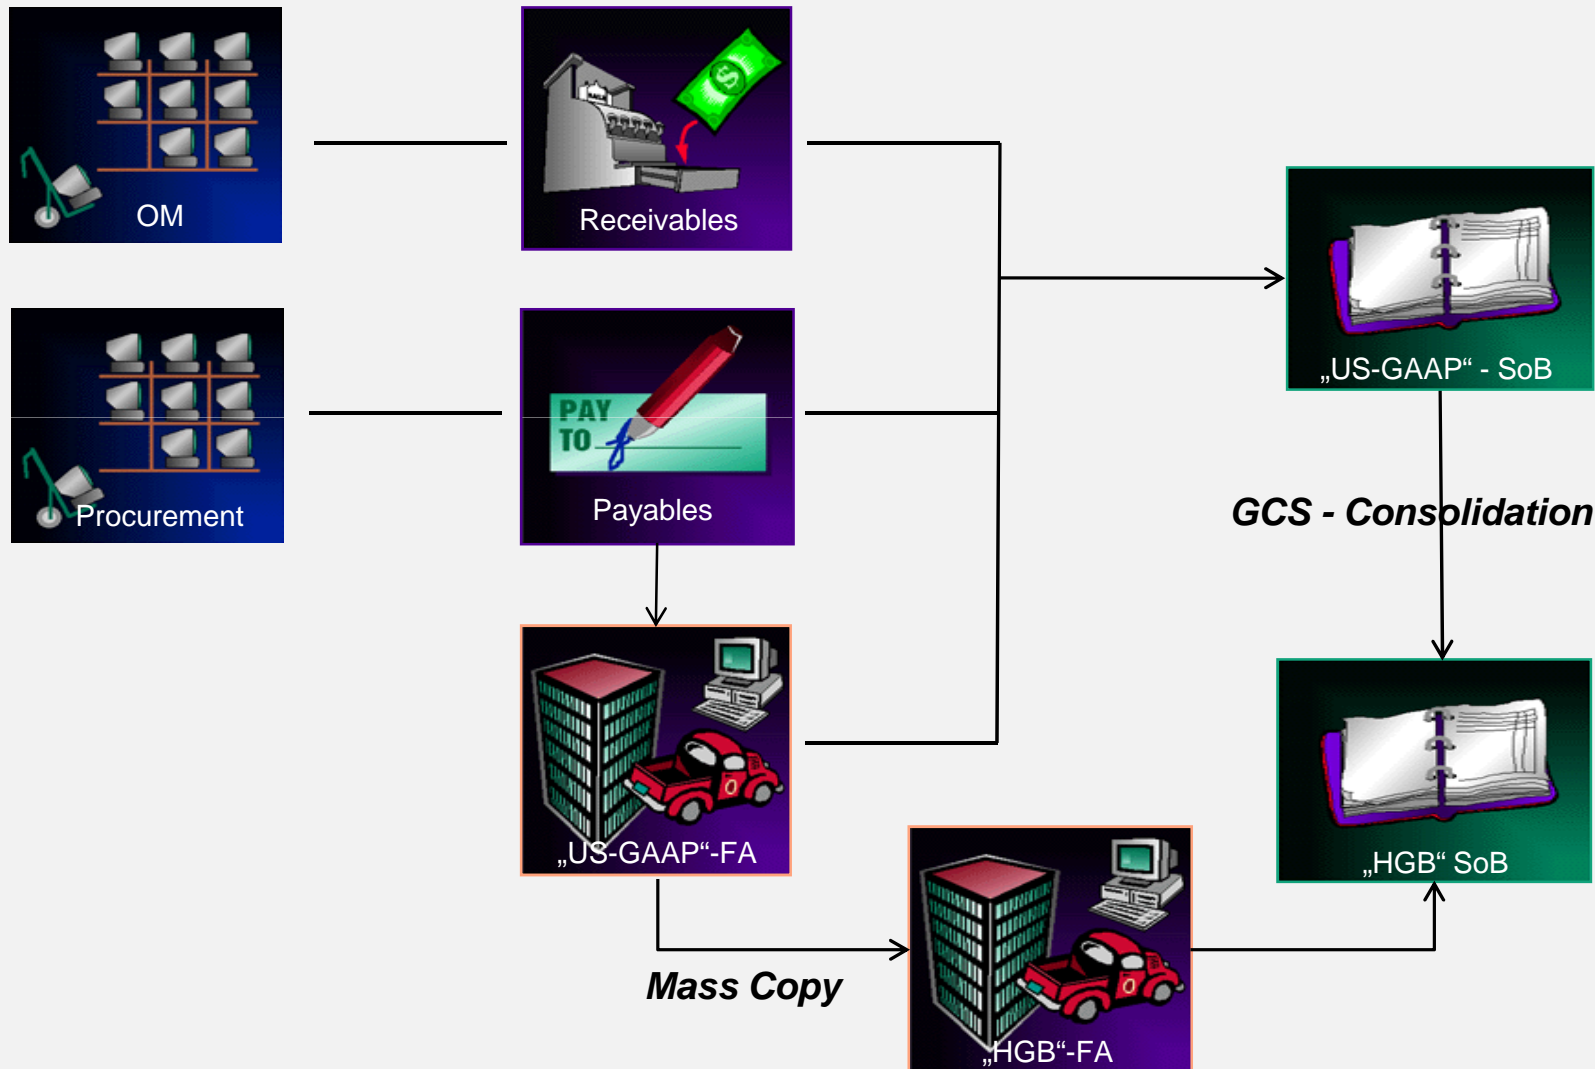 OM
Receivables
„US-GAAP“ - SoB
Procurement
PAY
TO
Payables
GCS - Consolidation
„US-GAAP“-FA
„HGB“ SoB
Mass Copy
„HGB“-FA